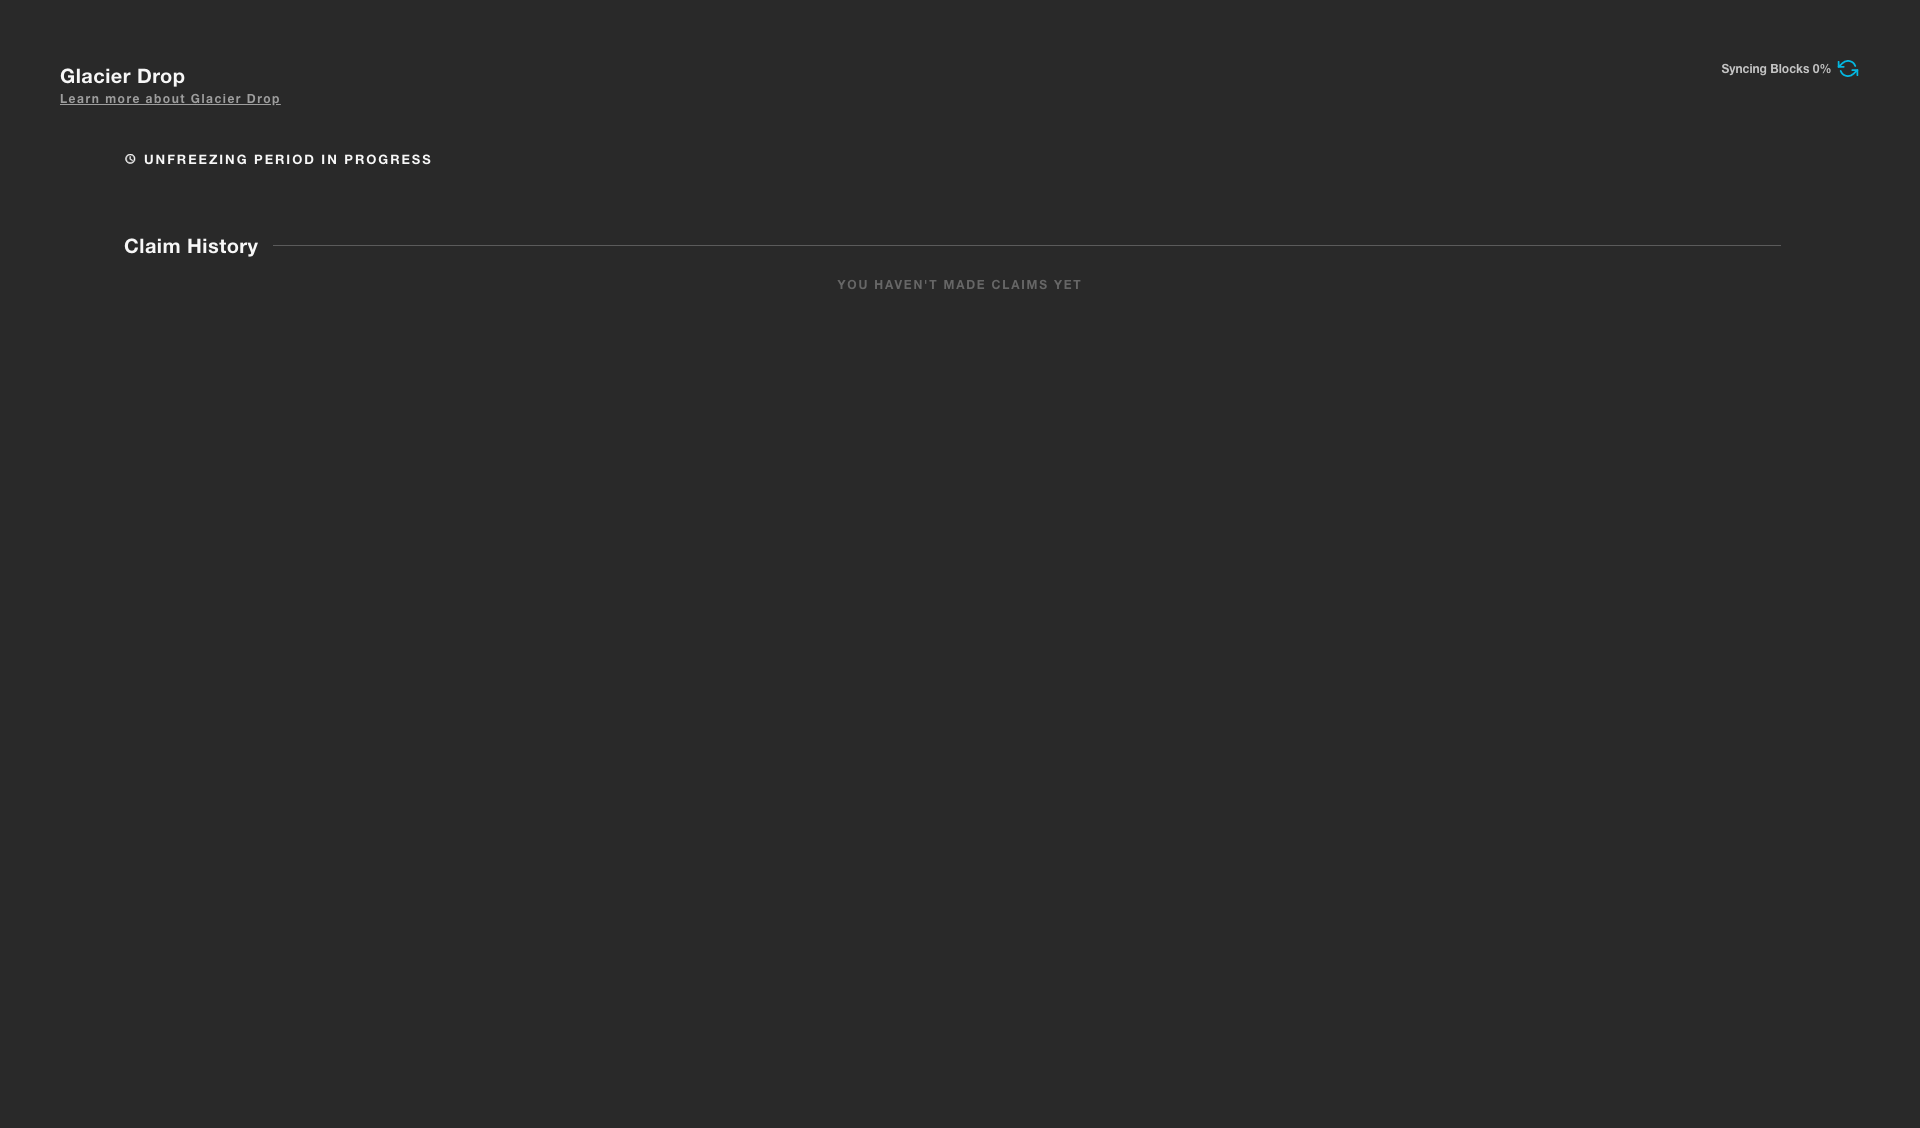 Glacier Drop
Syncing Blocks 0%
Learn more about Glacier Drop
UNFREEZING PERIOD IN PROGRESS
Claim History
YOU HAVEN'T MADE CLAIMS YET